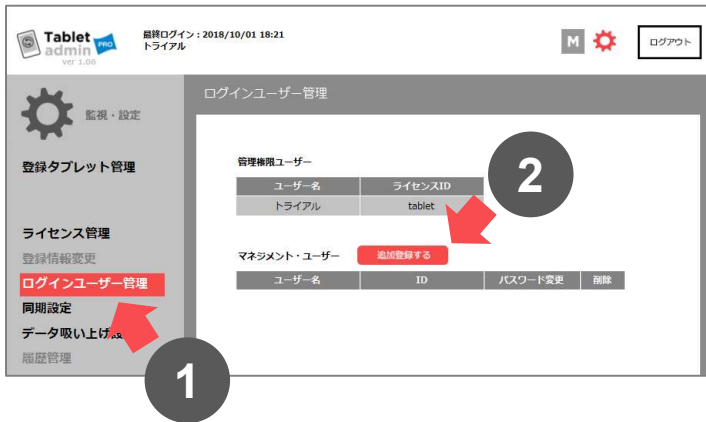 Tablet
admin PRO
ver 1.06
最終ログイン：2018/10/01 18:21
トライアル
M
ログアウト
監視・設定
ログインユーザー管理
登録タブレット管理
管理権限ユーザー
ユーザー名 ライセンスID
トライアル tablet
2
ライセンス管理
登録情報変更
マネジメント・ユーザー 追加登録する
ログインユーザー管理
ユーザー名 ID パスワード変更 削除
同期設定
データ吸い上げ
履歴管理
1